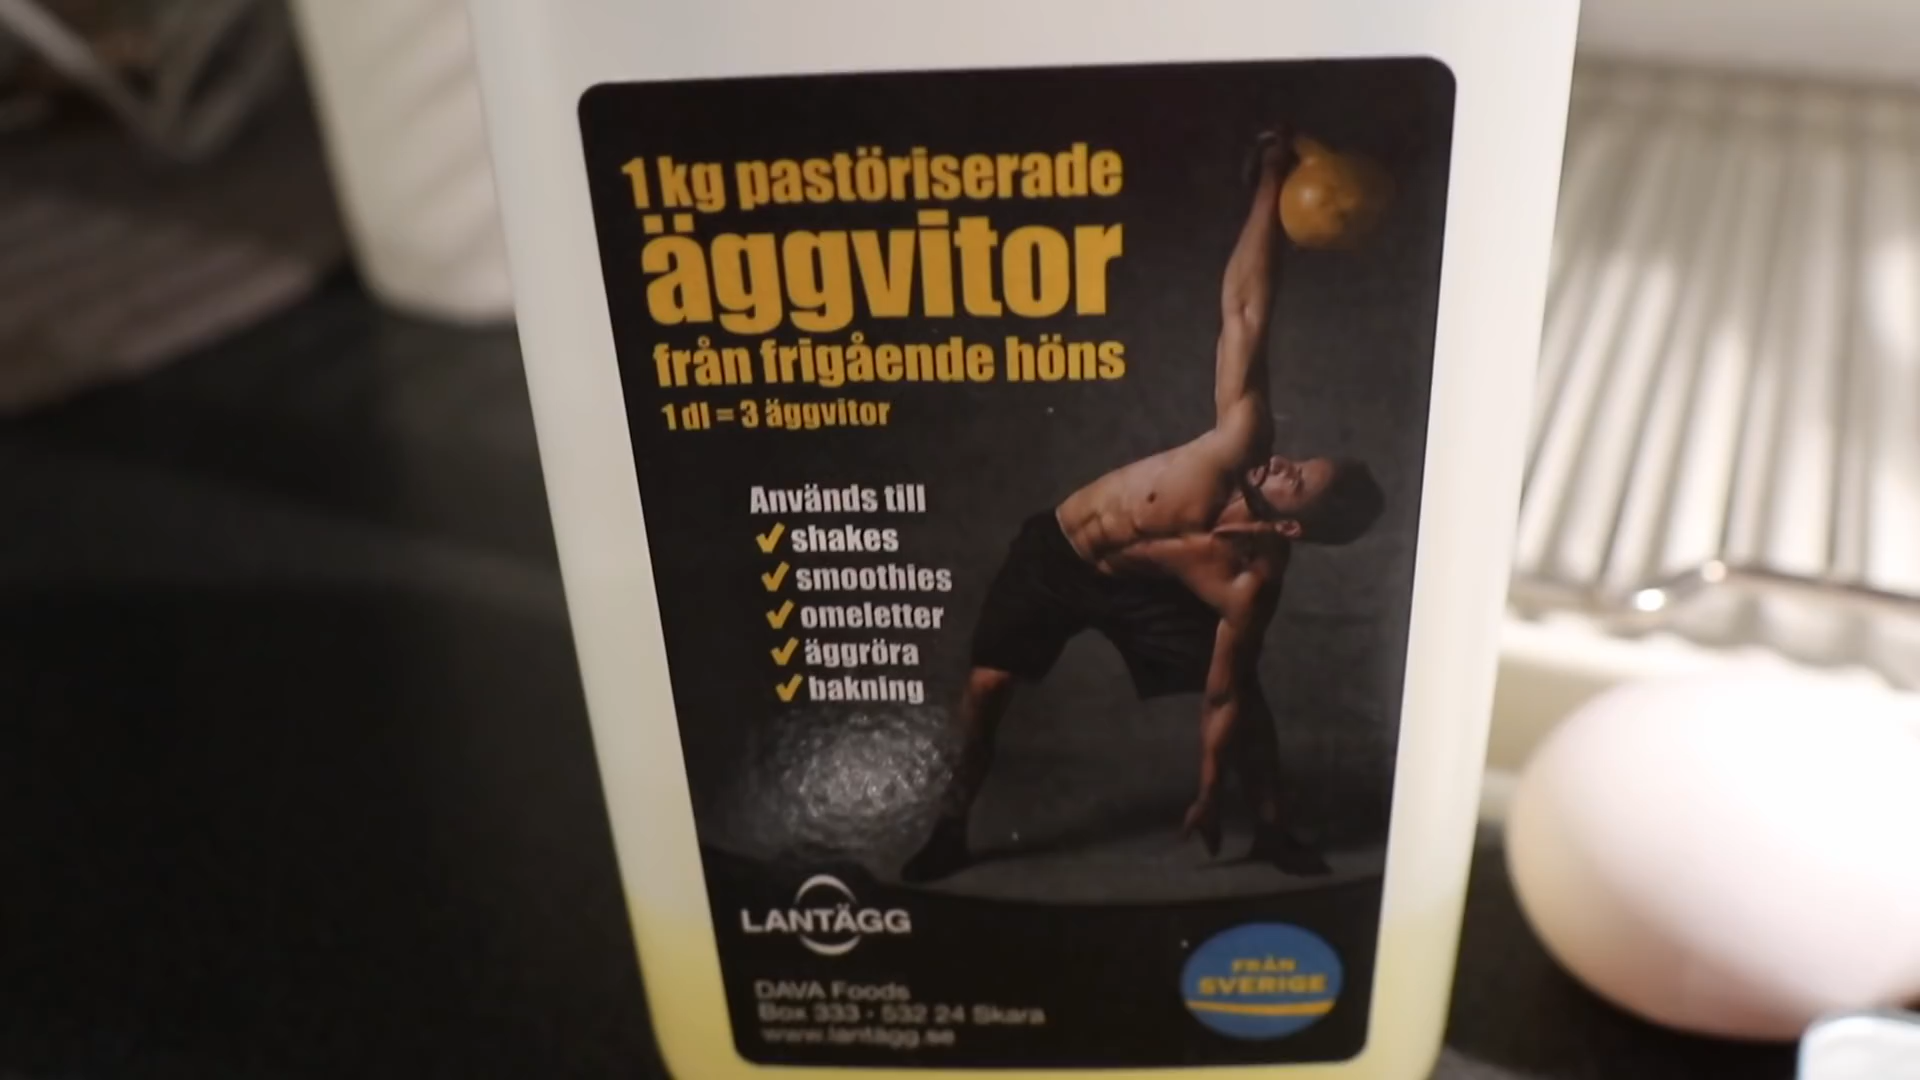 1 kg pastöriserade
äggvitor
från frigående höns
1 dl = 3 äggvitor
Används till
✓ shakes
✓ smoothies
✓ omeletter
✓ äggröra
✓ bakning
LANTÄGG
DAVA Foods
Box 333 - 532 24 Skara
www.lantägg.se
FRÅN
SVERIGE